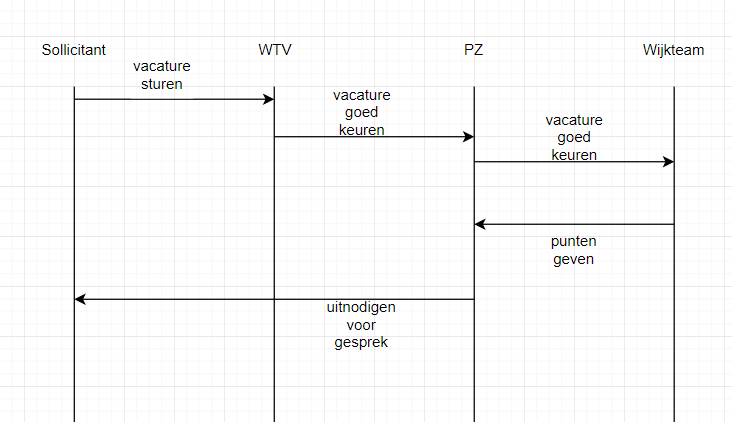 Sollicitant
WTV
PZ
Wijkteam
vacature
sturen
vacature
goed
keuren
vacature
goed
keuren
punten
geven
uitnodigen
voor
gesprek